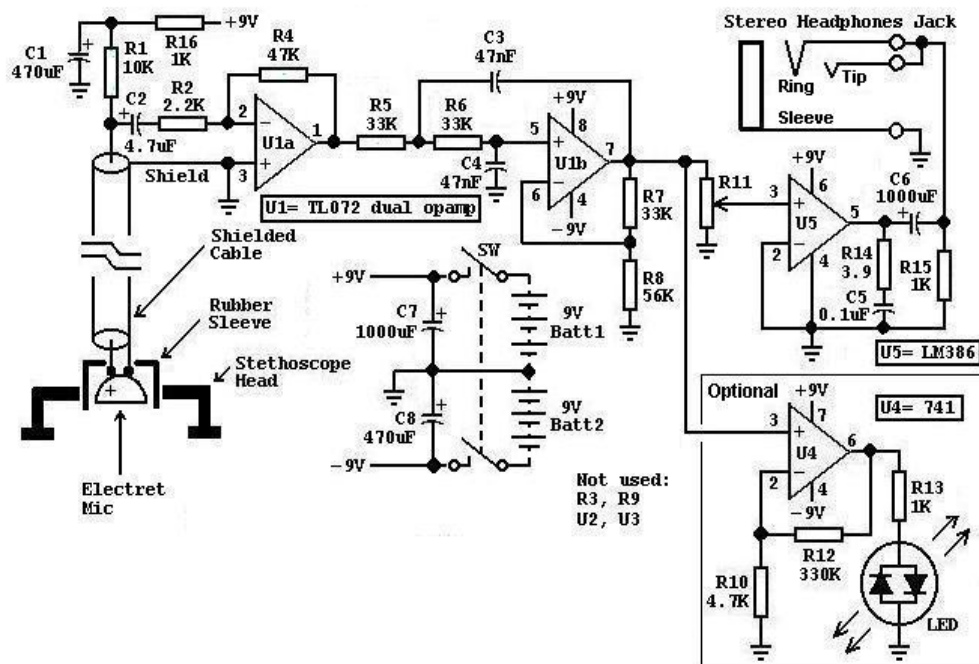 C1
470uF
R1
10K
R16
1K
+9V
R4
47K
C3
47nF
Stereo Headphones Jack
Ring
Tip
Sleeve
+
C2
4.7uF
R2
2.2K
2
−
U1a
+
3
1
R5
33K
R6
33K
C4
47nF
+9V
8
5
+
U1b
6
−
4
−9V
7
R7
33K
R8
56K
R11
+9V
6
3
+
U5
2
−
4
5
C6
1000uF
+
R14
3.9
C5
0.1uF
R15
1K
Shield
U1= TL072 dual opamp
U5= LM386
Shielded
Cable
Rubber
Sleeve
Stethoscope
Head
+
Electret
Mic
+9V
SW
C7
1000uF
+
9V
Batt1
C8
470uF
+
9V
Batt2
−9V
Not used:
R3, R9
U2, U3
Optional
U4= 741
+9V
7
3
+
U4
2
−
4
−9V
6
R13
1K
R12
330K
R10
4.7K
LED